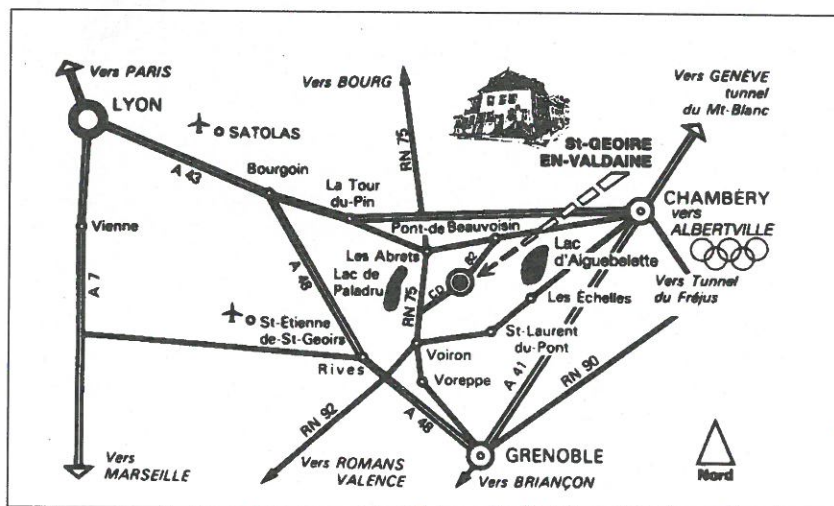 Vers PARIS
LYON
SATOLAS
Vers BOURG
RN 75
St-GEOIRE
EN-VALDAINE
Vers GENÈVE
tunnel
du Mt-Blanc
A 43
Bourgoin
La Tour
du-Pin
CHAMBÉRY
vers
ALBERTVILLE
Vienne
Pont-de Beauvoisin
Les Abrets
Lac de
Paladru
Lac
d'Aiguebelette
CD 82
A 7
A 48
RN 75
Les Échelles
Vers Tunnel
du Fréjus
St-Étienne
de-St-Geoirs
St-Laurent
du-Pont
Voiron
Rives
Voreppe
A 41
RN 90
RN 92
A 48
GRENOBLE
Vers
MARSEILLE
Vers ROMANS
VALENCE
Vers BRIANÇON
Nord